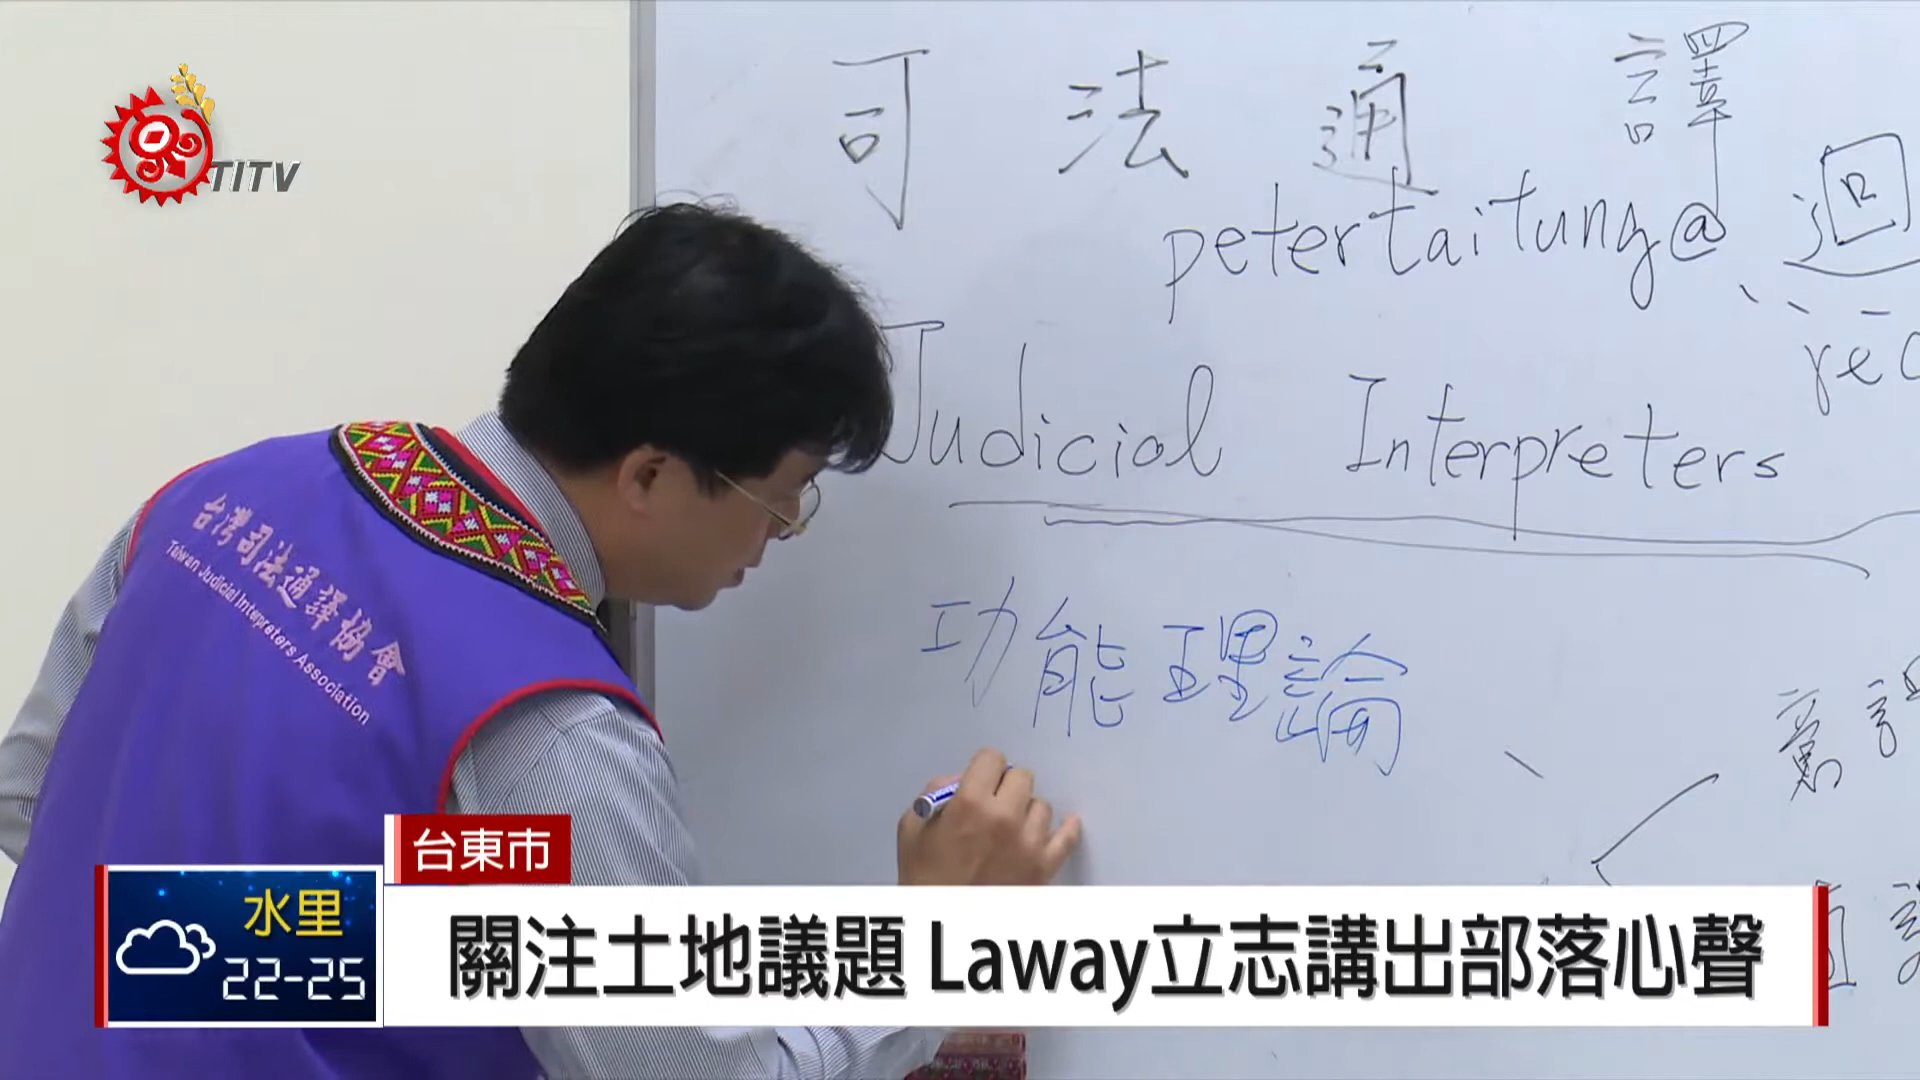 TITV
司法通譯
petertaitung@
迴
rec
Judicial Interpreters
台灣司法通譯協會
Taiwan Judicial Interpreters Association
功能理論
台東市
水里
22-25
關注土地議題 Laway立志講出部落心聲